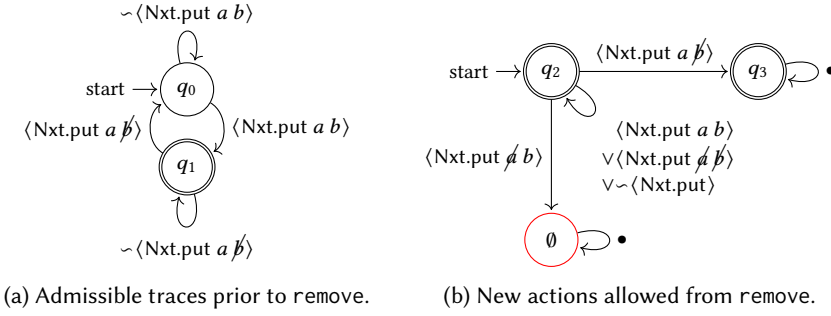 ∽⟨Nxt.put a b⟩
start
q0
⟨Nxt.put a b̸⟩
⟨Nxt.put a b⟩
q1
∽⟨Nxt.put a b̸⟩
(a) Admissible traces prior to remove.
start
q2
⟨Nxt.put a b̸⟩
q3
•
⟨Nxt.put a̸ b⟩
⟨Nxt.put a b⟩
∨⟨Nxt.put a̸ b̸⟩
∨∽⟨Nxt.put⟩
∅
•
(b) New actions allowed from remove.